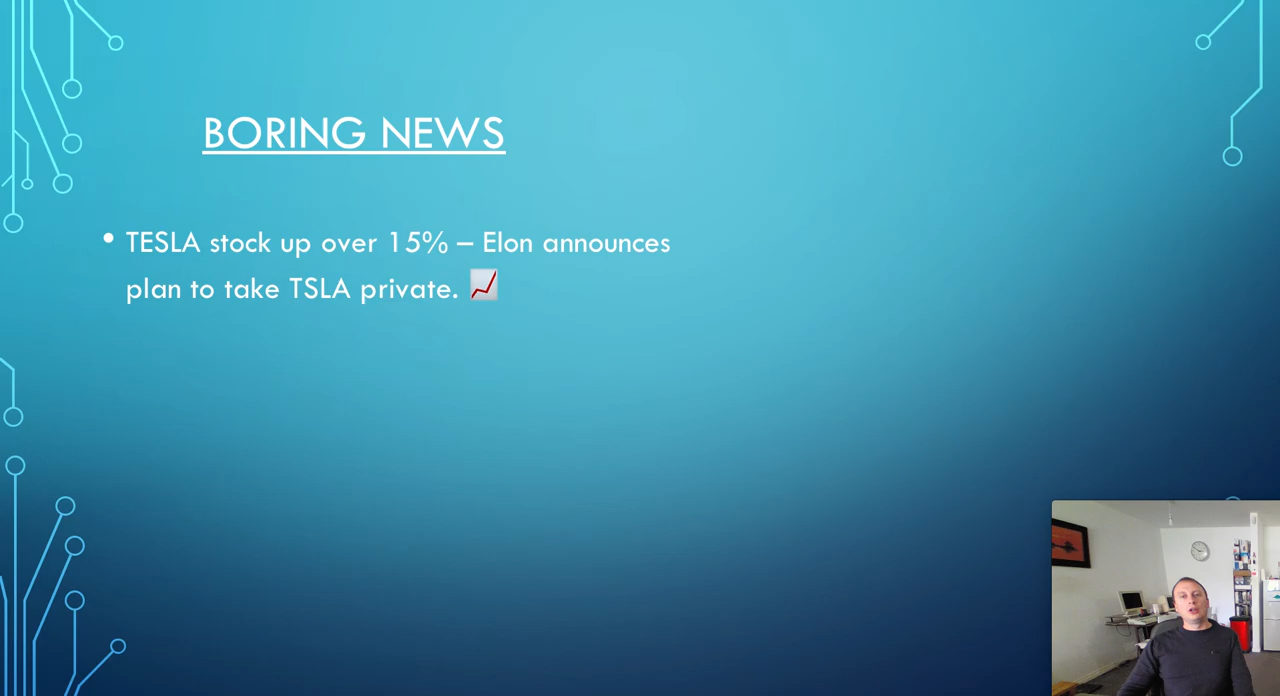 BORING NEWS
• TESLA stock up over 15% – Elon announces
plan to take TSLA private. 📈